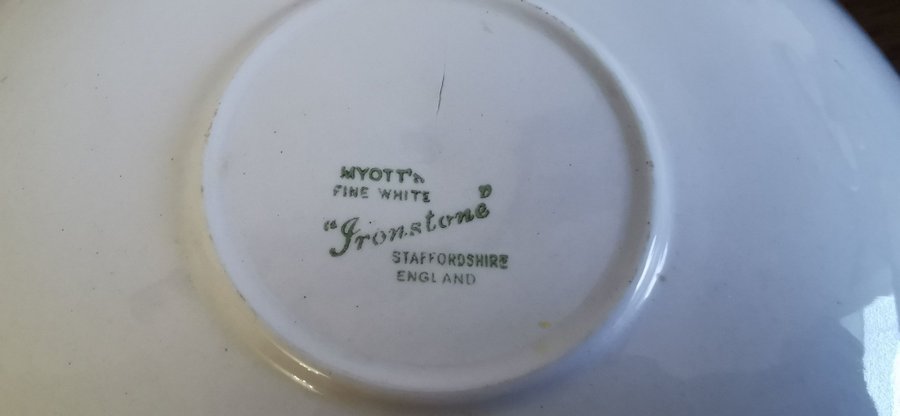 MYOTT's
FINE WHITE
"Ironstone"
STAFFORDSHIRE
ENGLAND